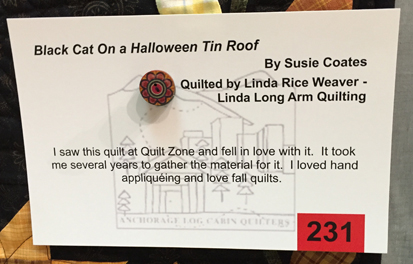 Black Cat On a Halloween Tin Roof
By Susie Coates
Quilted by Linda Rice Weaver -
Linda Long Arm Quilting
I saw this quilt at Quilt Zone and fell in love with it. It took
me several years to gather the material for it. I loved hand
appliquéing and love fall quilts.
ANCHORAGE LOG CABIN QUILTERS
231